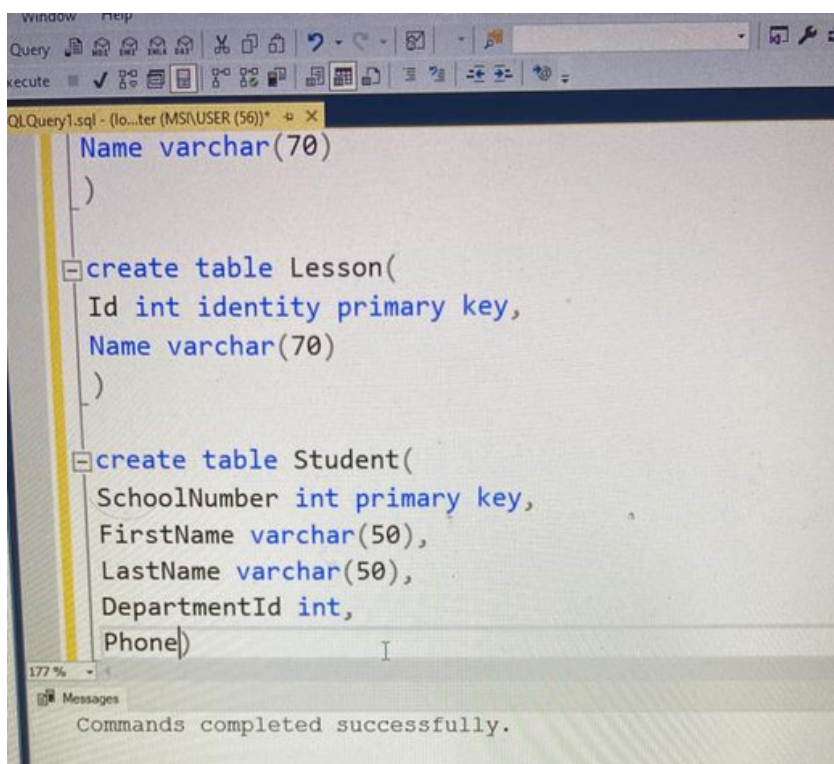 Window Help
Query
xecute
QLQuery1.sql - (lo...ter (MSI\USER (56))*
Name varchar(70)
)
create table Lesson(
Id int identity primary key,
Name varchar(70)
)
create table Student(
SchoolNumber int primary key,
FirstName varchar(50),
LastName varchar(50),
DepartmentId int,
Phone)
177 %
Messages
Commands completed successfully.